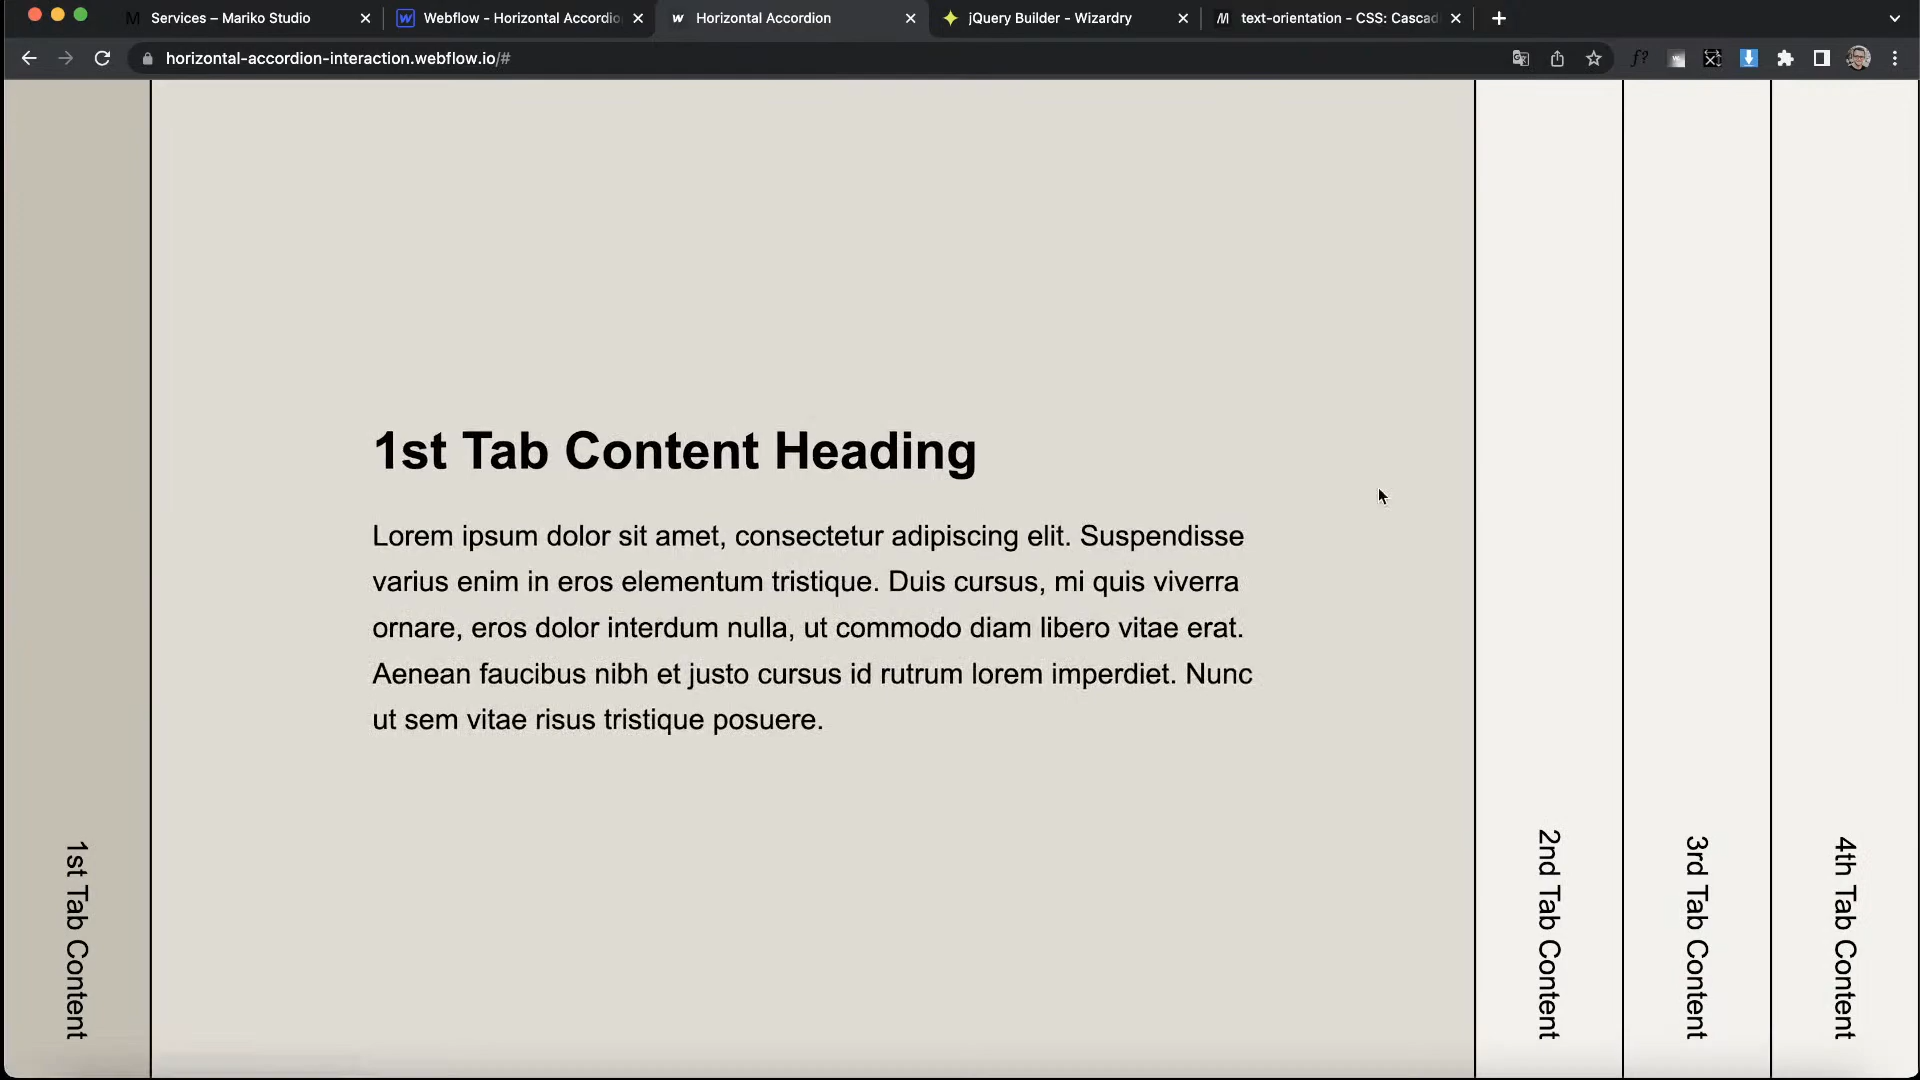 Services – Mariko Studio
Webflow - Horizontal Accordio
Horizontal Accordion
jQuery Builder - Wizardry
text-orientation - CSS: Cascad
horizontal-accordion-interaction.webflow.io/#
1st Tab Content
1st Tab Content Heading
Lorem ipsum dolor sit amet, consectetur adipiscing elit. Suspendisse
varius enim in eros elementum tristique. Duis cursus, mi quis viverra
ornare, eros dolor interdum nulla, ut commodo diam libero vitae erat.
Aenean faucibus nibh et justo cursus id rutrum lorem imperdiet. Nunc
ut sem vitae risus tristique posuere.
2nd Tab Content
3rd Tab Content
4th Tab Content